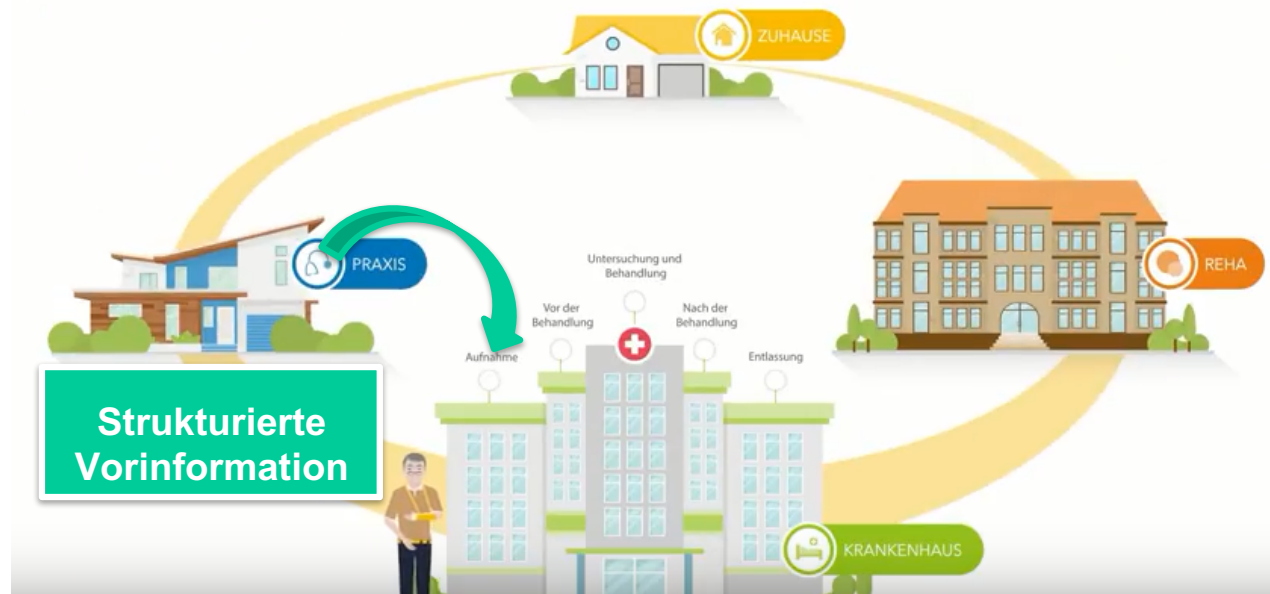 ZUHAUSE
PRAXIS
REHA
Untersuchung und
Behandlung
Vor der
Behandlung
Nach der
Behandlung
Aufnahme
Entlassung
Strukturierte
Vorinformation
KRANKENHAUS